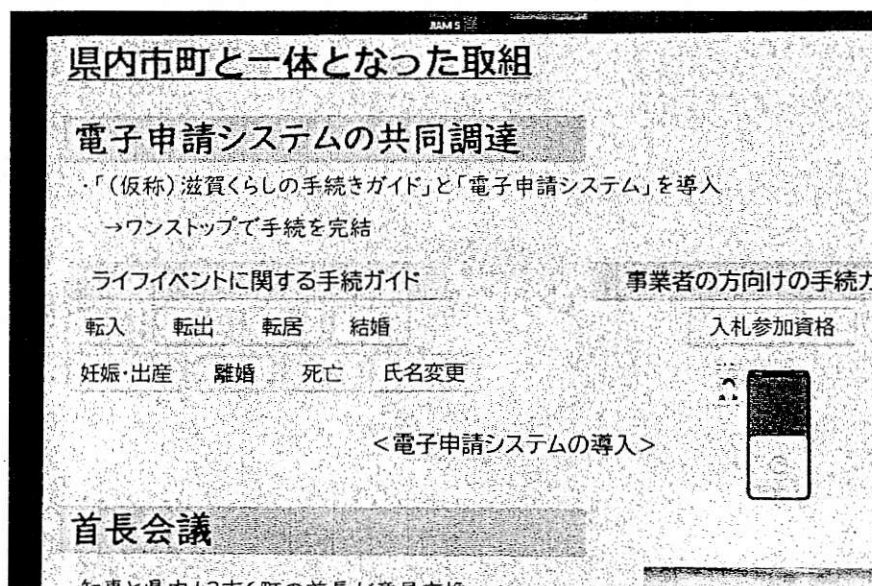 JIAM S
県内市町と一体となった取組
電子申請システムの共同調達
・「(仮称)滋賀くらしの手続きガイド」と「電子申請システム」を導入
→ワンストップで手続を完結
ライフイベントに関する手続ガイド
事業者の方向けの手続
転入 転出 転居 結婚
入札参加資格
妊娠・出産 離婚 死亡 氏名変更
<電子申請システムの導入>
首長会議